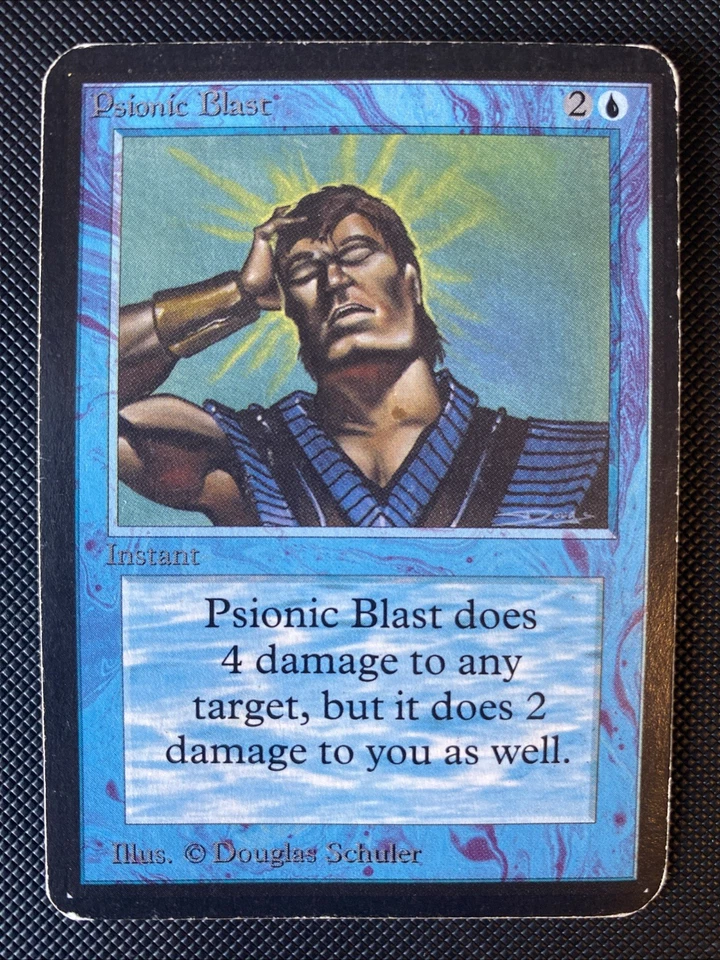 Psionic Blast 2
Instant
Psionic Blast does
4 damage to any
target, but it does 2
damage to you as well.
Illus. © Douglas Schuler